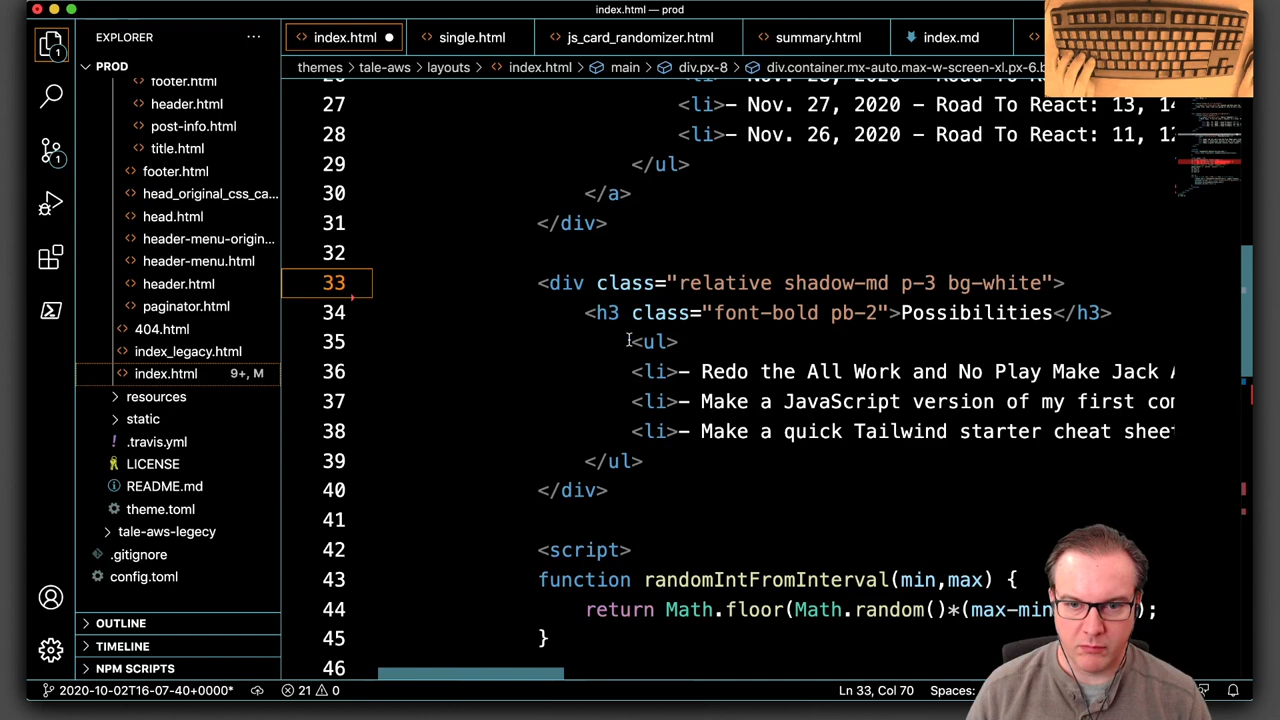 index.html — prod
EXPLORER
PROD
footer.html
header.html
post-info.html
title.html
footer.html
head_original_css_ca...
head.html
header-menu-origin...
header-menu.html
header.html
paginator.html
404.html
index_legacy.html
index.html 9+, M
resources
static
.travis.yml
LICENSE
README.md
theme.toml
tale-aws-legacy
.gitignore
config.toml
OUTLINE
TIMELINE
NPM SCRIPTS
1
1
index.html
single.html
js_card_randomizer.html
summary.html
index.md
themes tale-aws layouts index.html main div.px-8 div.container.mx-auto.max-w-screen-xl.px-6.
27 <li>- Nov. 27, 2020 - Road To React: 13,
28 <li>- Nov. 26, 2020 - Road To React: 11,
29 </ul>
30 </a>
31 </div>
32
33 <div class="relative shadow-md p-3 bg-white">
34 <h3 class="font-bold pb-2">Possibilities</h3>
35 <ul>
36 <li>- Redo the All Work and No Play Make Jack
37 <li>- Make a JavaScript version of my first
38 <li>- Make a quick Tailwind starter cheat
39 </ul>
40 </div>
41
42 <script>
43 function randomIntFromInterval(min,max) {
44 return Math.floor(Math.random()*(max-
45 }
46
2020-10-02T16-07-40+0000* 21 0 Ln 33, Col 70 Spaces: